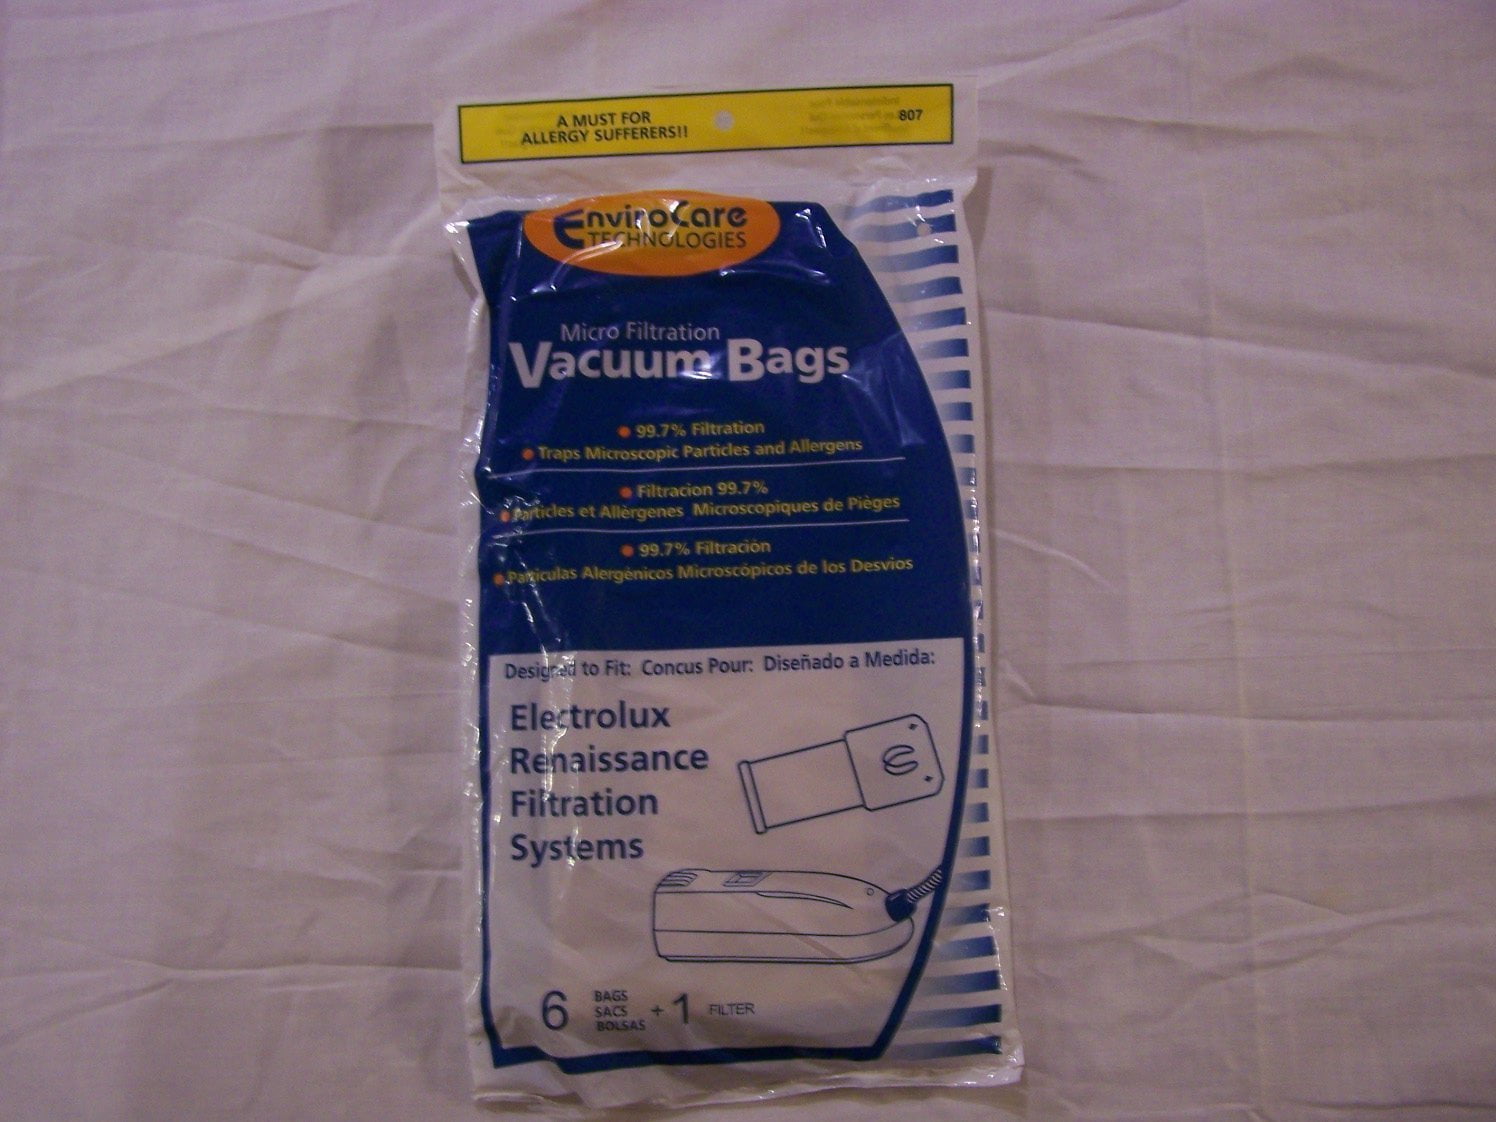 A MUST FOR
ALLERGY SUFFERERS!!
807
EnviroCare
TECHNOLOGIES
Micro Filtration
Vacuum Bags
99.7% Filtration
Traps Microscopic Particles and Allergens
Filtracion 99.7%
Particles et Allérgenes Microscopiques de Pièges
99.7% Filtración
Particulas Alergénicos Microscópicos de los Desvios
Designed to Fit: Concus Pour: Diseñado a Medida:
Electrolux
Renaissance
Filtration
Systems
6 BAGS
SACS
BOLSAS
+ 1 FILTER